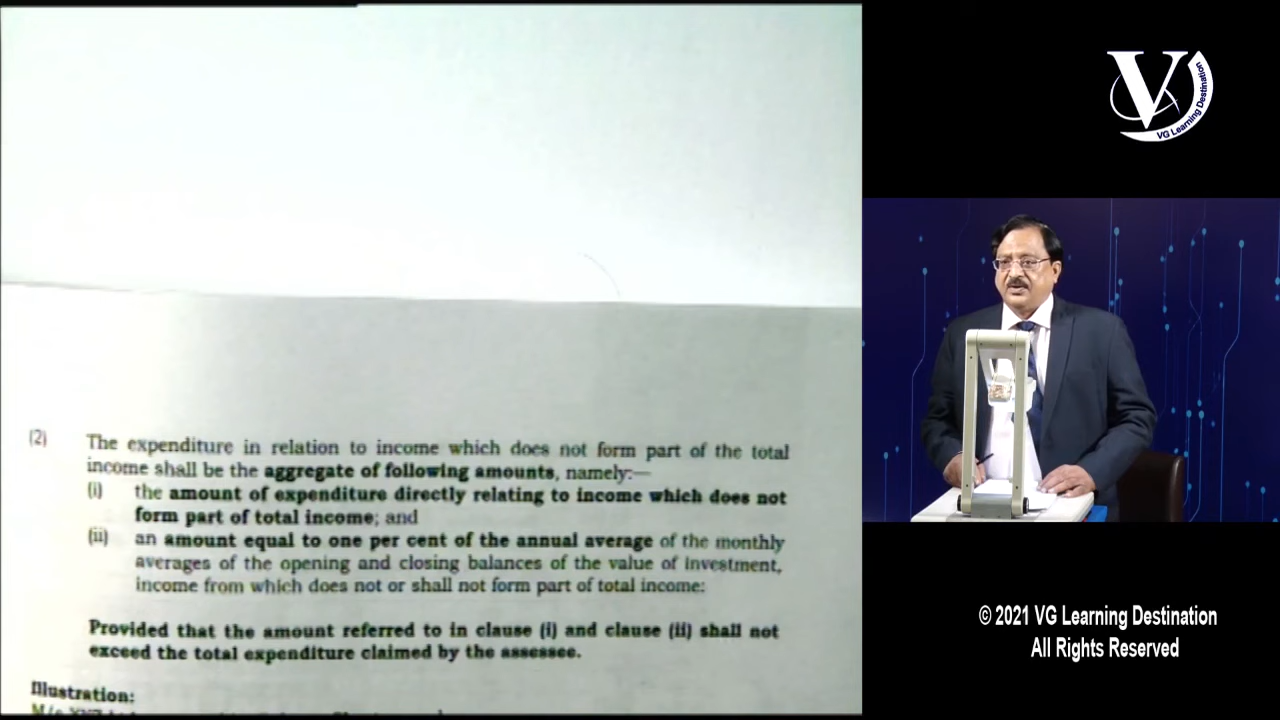 (2) The expenditure in relation to income which does not form part of the total
income shall be the aggregate of following amounts, namely:—
(i) the amount of expenditure directly relating to income which does not
form part of total income; and
(ii) an amount equal to one per cent of the annual average of the monthly
averages of the opening and closing balances of the value of investment,
income from which does not or shall not form part of total income:
Provided that the amount referred to in clause (i) and clause (ii) shall not
exceed the total expenditure claimed by the assessee.
Illustration:
V
VG Learning Destination
© 2021 VG Learning Destination
All Rights Reserved